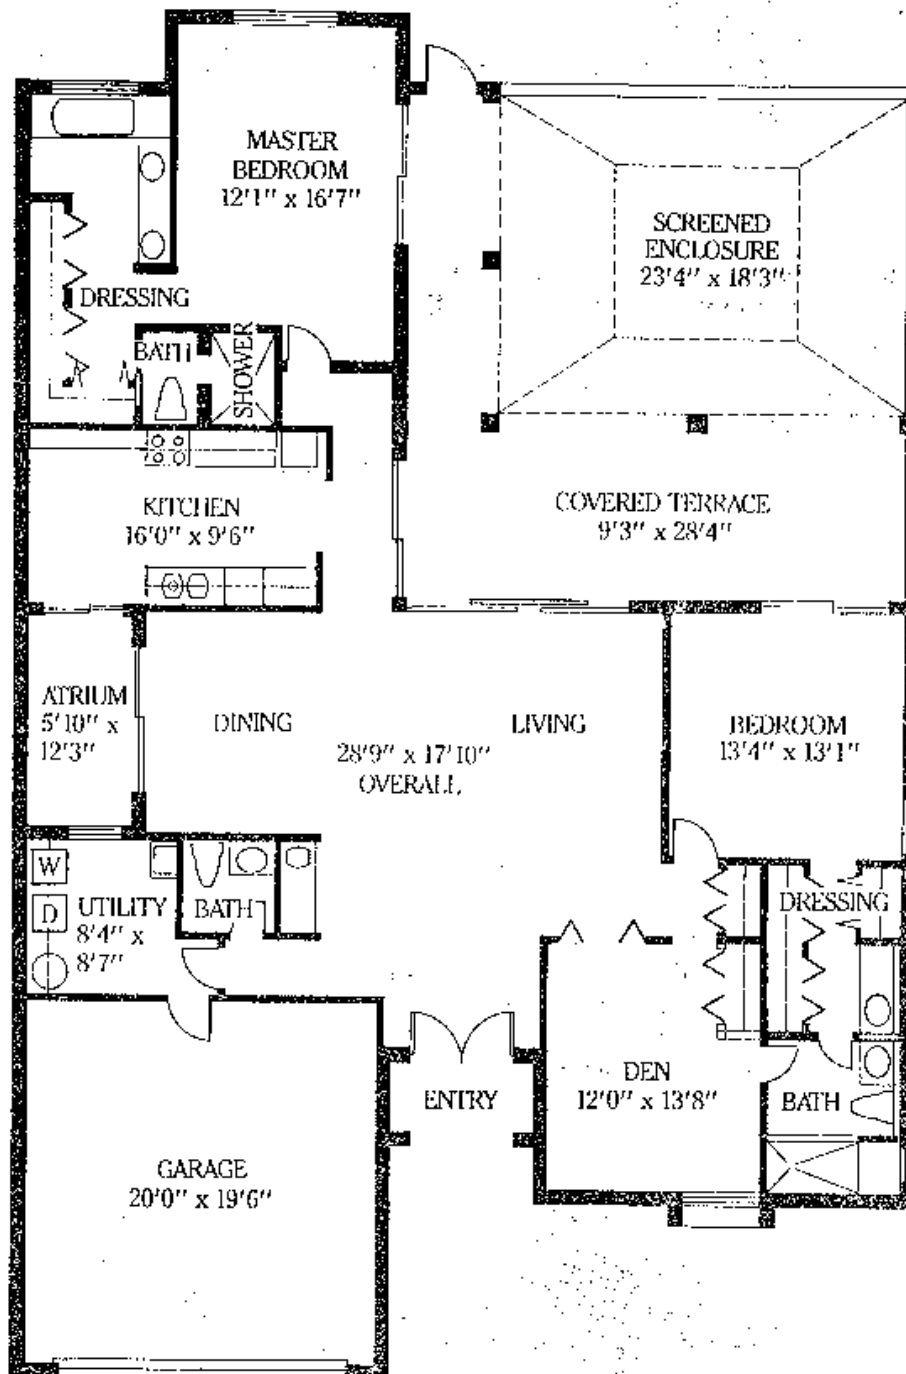 MASTER
BEDROOM
12'1" x 16'7"
SCREENED
ENCLOSURE
23'4" x 18'3"
DRESSING
BATH
SHOWER
KITCHEN
16'0" x 9'6"
COVERED TERRACE
9'3" x 28'4"
ATRIUM
5'10" x
12'3"
DINING
LIVING
28'9" x 17'10"
OVERALL
BEDROOM
13'4" x 13'1"
W
D
UTILITY
8'4" x
8'7"
BATH
DRESSING
DEN
12'0" x 13'8"
BATH
ENTRY
GARAGE
20'0" x 19'6"